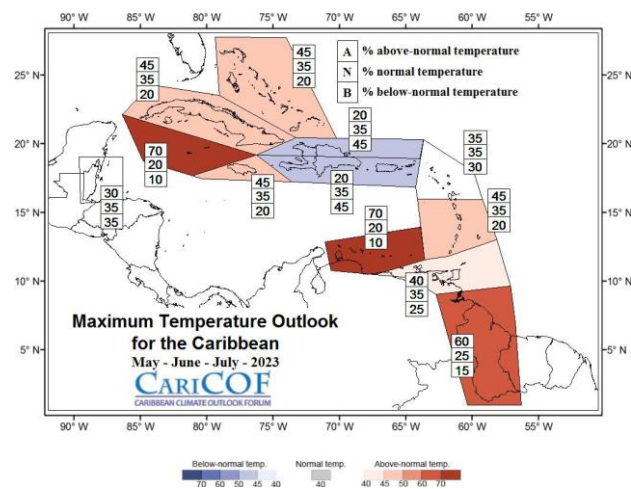 90° W 85° W 80° W 75° W 70° W 65° W 60° W 55° W
A % above-normal temperature
N % normal temperature
B % below-normal temperature
25° N
20° N
15° N
10° N
5° N
25° N
20° N
15° N
10° N
5° N
45
35
20
45
35
20
20
35
45
35
35
30
70
20
10
30
35
35
45
35
20
20
35
45
45
35
20
70
20
10
40
35
25
60
25
15
Maximum Temperature Outlook
for the Caribbean
May - June - July - 2023
CARICOF
CARIBBEAN CLIMATE OUTLOOK FORUM
90° W 85° W 80° W 75° W 70° W 65° W 60° W 55° W
Below-normal temp. Normal temp. Above-normal temp.
70 60 50 45 40 40 40 45 50 60 70